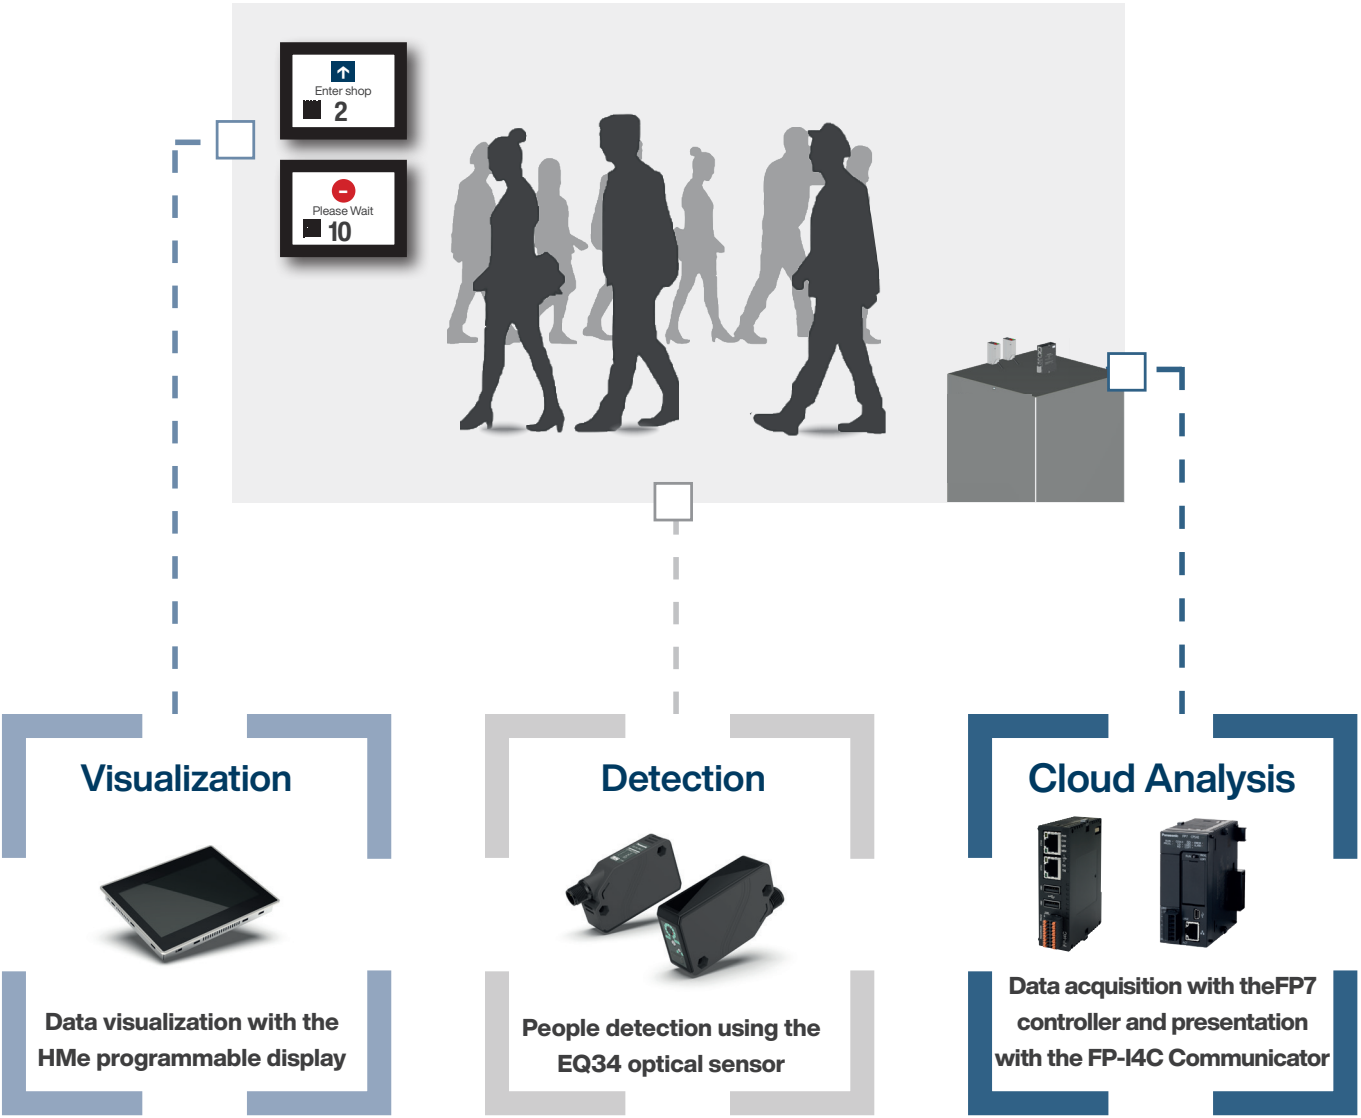 Enter shop
2
Please Wait
10
Visualization
Detection
Cloud Analysis
Data visualization with the
HMe programmable display
People detection using the
EQ34 optical sensor
Data acquisition with theFP7
controller and presentation
with the FP-I4C Communicator